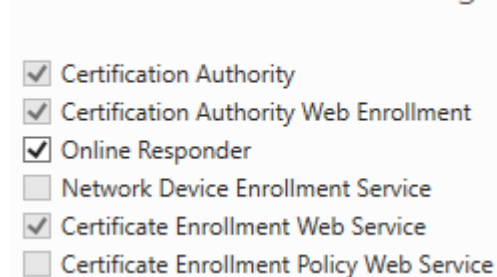 Certification Authority
Certification Authority Web Enrollment
Online Responder
Network Device Enrollment Service
Certificate Enrollment Web Service
Certificate Enrollment Policy Web Service